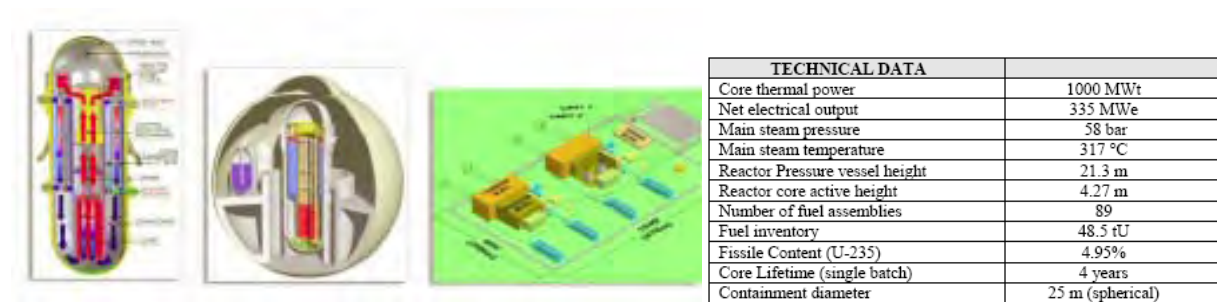 TECHNICAL DATA
Core thermal power 1000 MWt
Net electrical output 335 MWe
Main steam pressure 58 bar
Main steam temperature 317 °C
Reactor Pressure vessel height 21.3 m
Reactor core active height 4.27 m
Number of fuel assemblies 89
Fuel inventory 48.5 tU
Fissile Content (U-235) 4.95%
Core Lifetime (single batch) 4 years
Containment diameter 25 m (spherical)